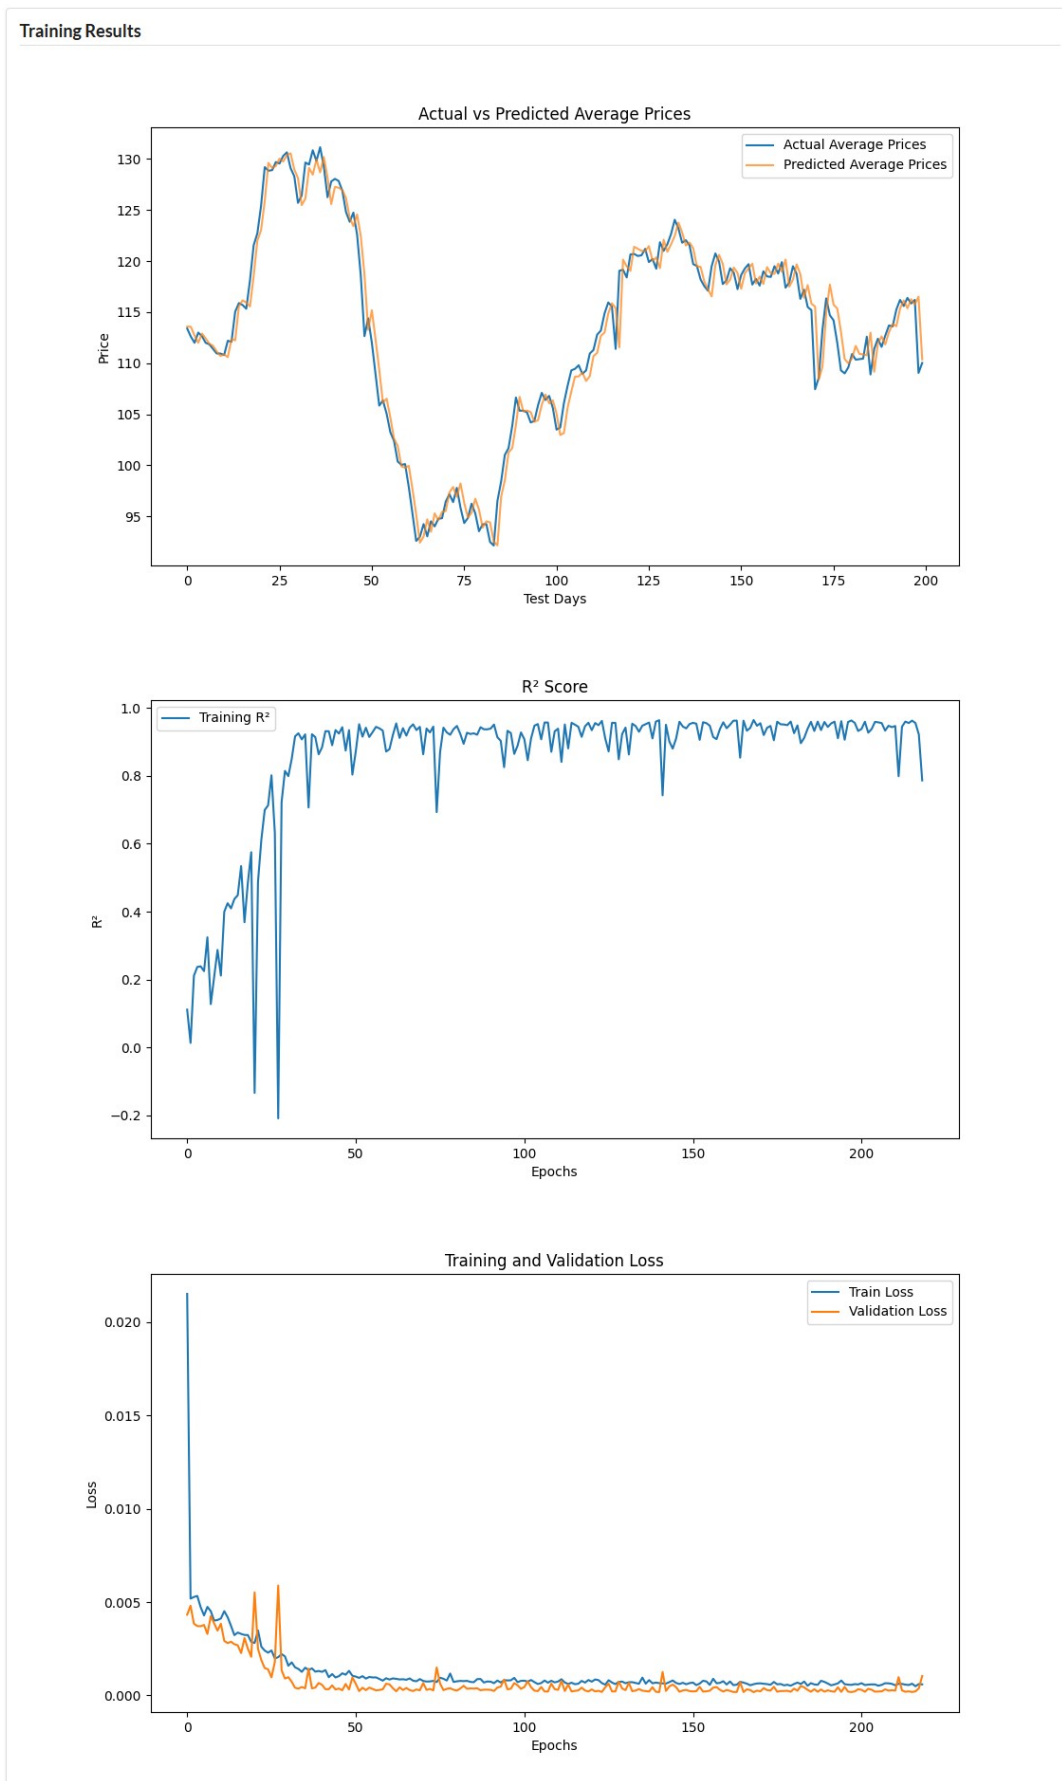 Training Results
Actual vs Predicted Average Prices
Actual Average Prices
Predicted Average Prices
130
125
120
115
110
105
100
95
Price
0 25 50 75 100 125 150 175 200
Test Days
R² Score
Training R²
1.0
0.8
0.6
0.4
0.2
0.0
−0.2
R²
0 50 100 150 200
Epochs
Training and Validation Loss
Train Loss
Validation Loss
0.020
0.015
0.010
0.005
0.000
Loss
0 50 100 150 200
Epochs